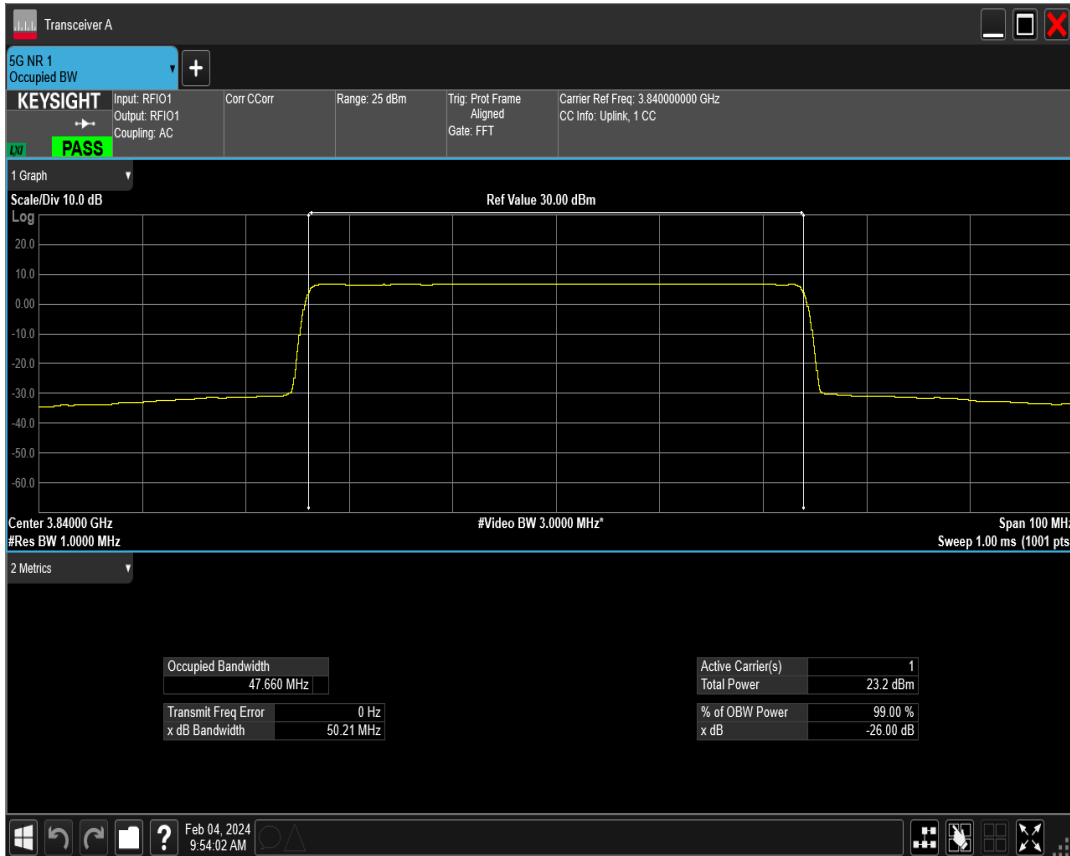 Transceiver A
5G NR 1
Occupied BW
KEYSIGHT
LXI
PASS
Input: RFIO1
Output: RFIO1
Coupling: AC
Corr CCorr
Range: 25 dBm
Trig: Prot Frame
Aligned
Gate: FFT
Carrier Ref Freq: 3.840000000 GHz
CC Info: Uplink, 1 CC
1 Graph
Scale/Div 10.0 dB
Ref Value 30.00 dBm
Log
20.0
10.0
0.00
-10.0
-20.0
-30.0
-40.0
-50.0
-60.0
Center 3.84000 GHz
#Video BW 3.0000 MHz*
Span 100 MHz
#Res BW 1.0000 MHz
Sweep 1.00 ms (1001 pts
2 Metrics
Occupied Bandwidth
47.660 MHz
Transmit Freq Error 0 Hz
x dB Bandwidth 50.21 MHz
Active Carrier(s) 1
Total Power 23.2 dBm
% of OBW Power 99.00 %
x dB -26.00 dB
?
Feb 04, 2024
9:54:02 AM